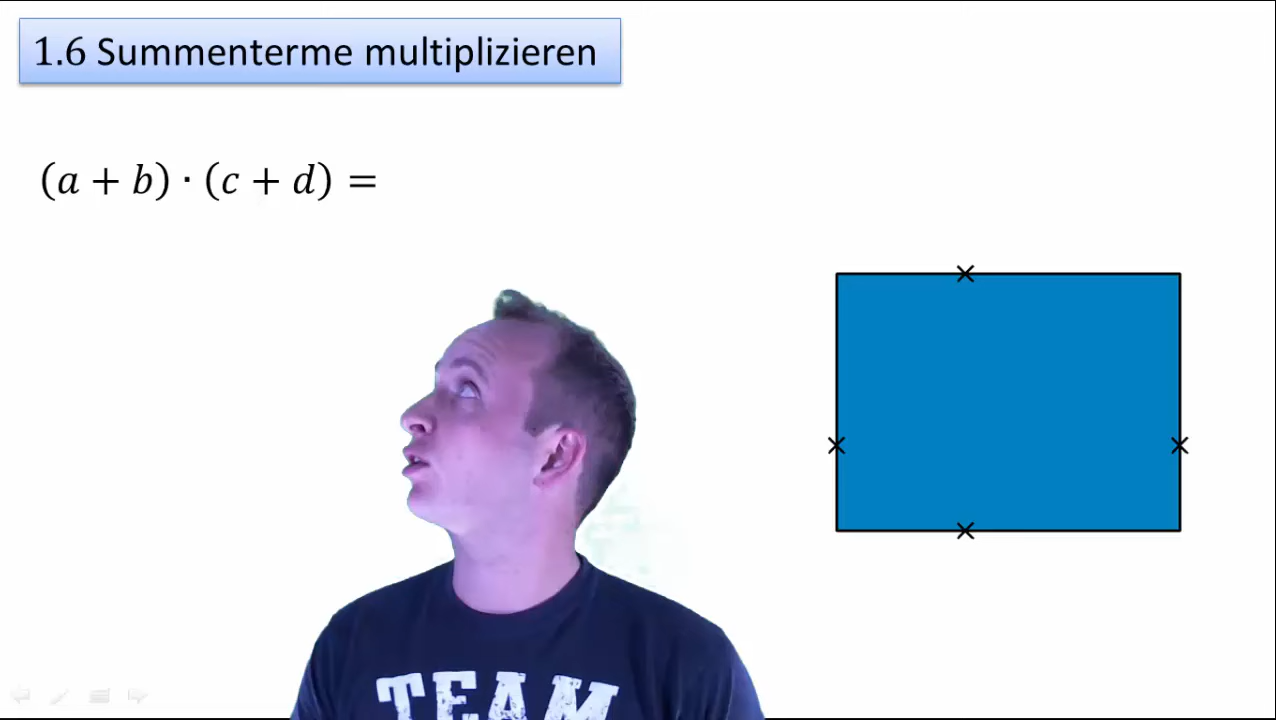 1.6 Summenterme multiplizieren
(a + b) · (c + d) =
TEAM